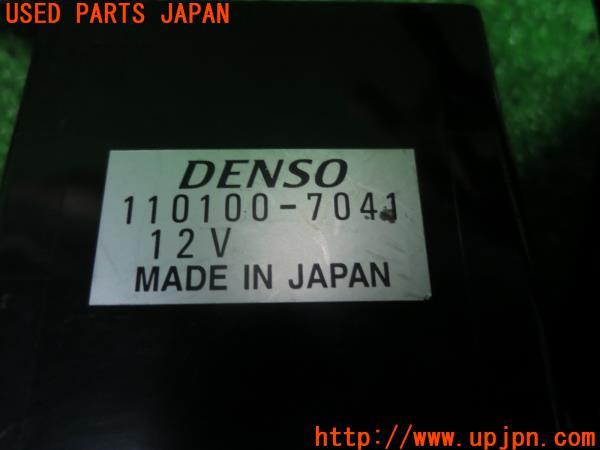 USED PARTS JAPAN
DENSO
110100-7041
12V
MADE IN JAPAN
http://www.upjpn.com